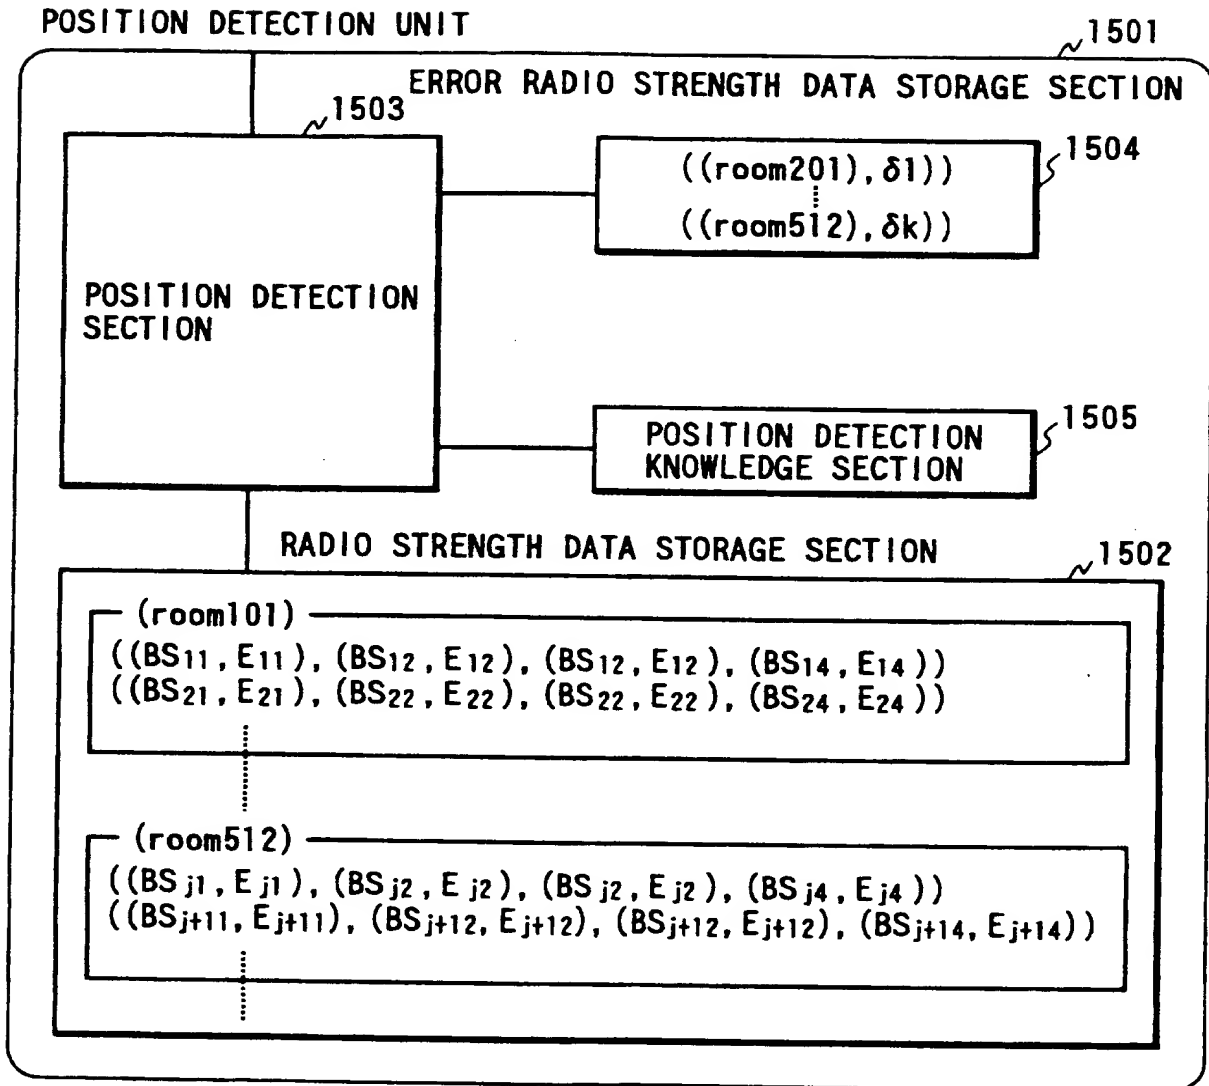 POSITION DETECTION UNIT
1501
ERROR RADIO STRENGTH DATA STORAGE SECTION
1503
1504
((room201), δ1))
((room512), δk))
POSITION DETECTION
SECTION
1505
POSITION DETECTION
KNOWLEDGE SECTION
RADIO STRENGTH DATA STORAGE SECTION
1502
(room101)
((BS11, E11), (BS12, E12), (BS12, E12), (BS14, E14))
((BS21, E21), (BS22, E22), (BS22, E22), (BS24, E24))
(room512)
((BSj1, Ej1), (BSj2, Ej2), (BSj2, Ej2), (BSj4, Ej4))
((BSj+11, Ej+11), (BSj+12, Ej+12), (BSj+12, Ej+12), (BSj+14, Ej+14))